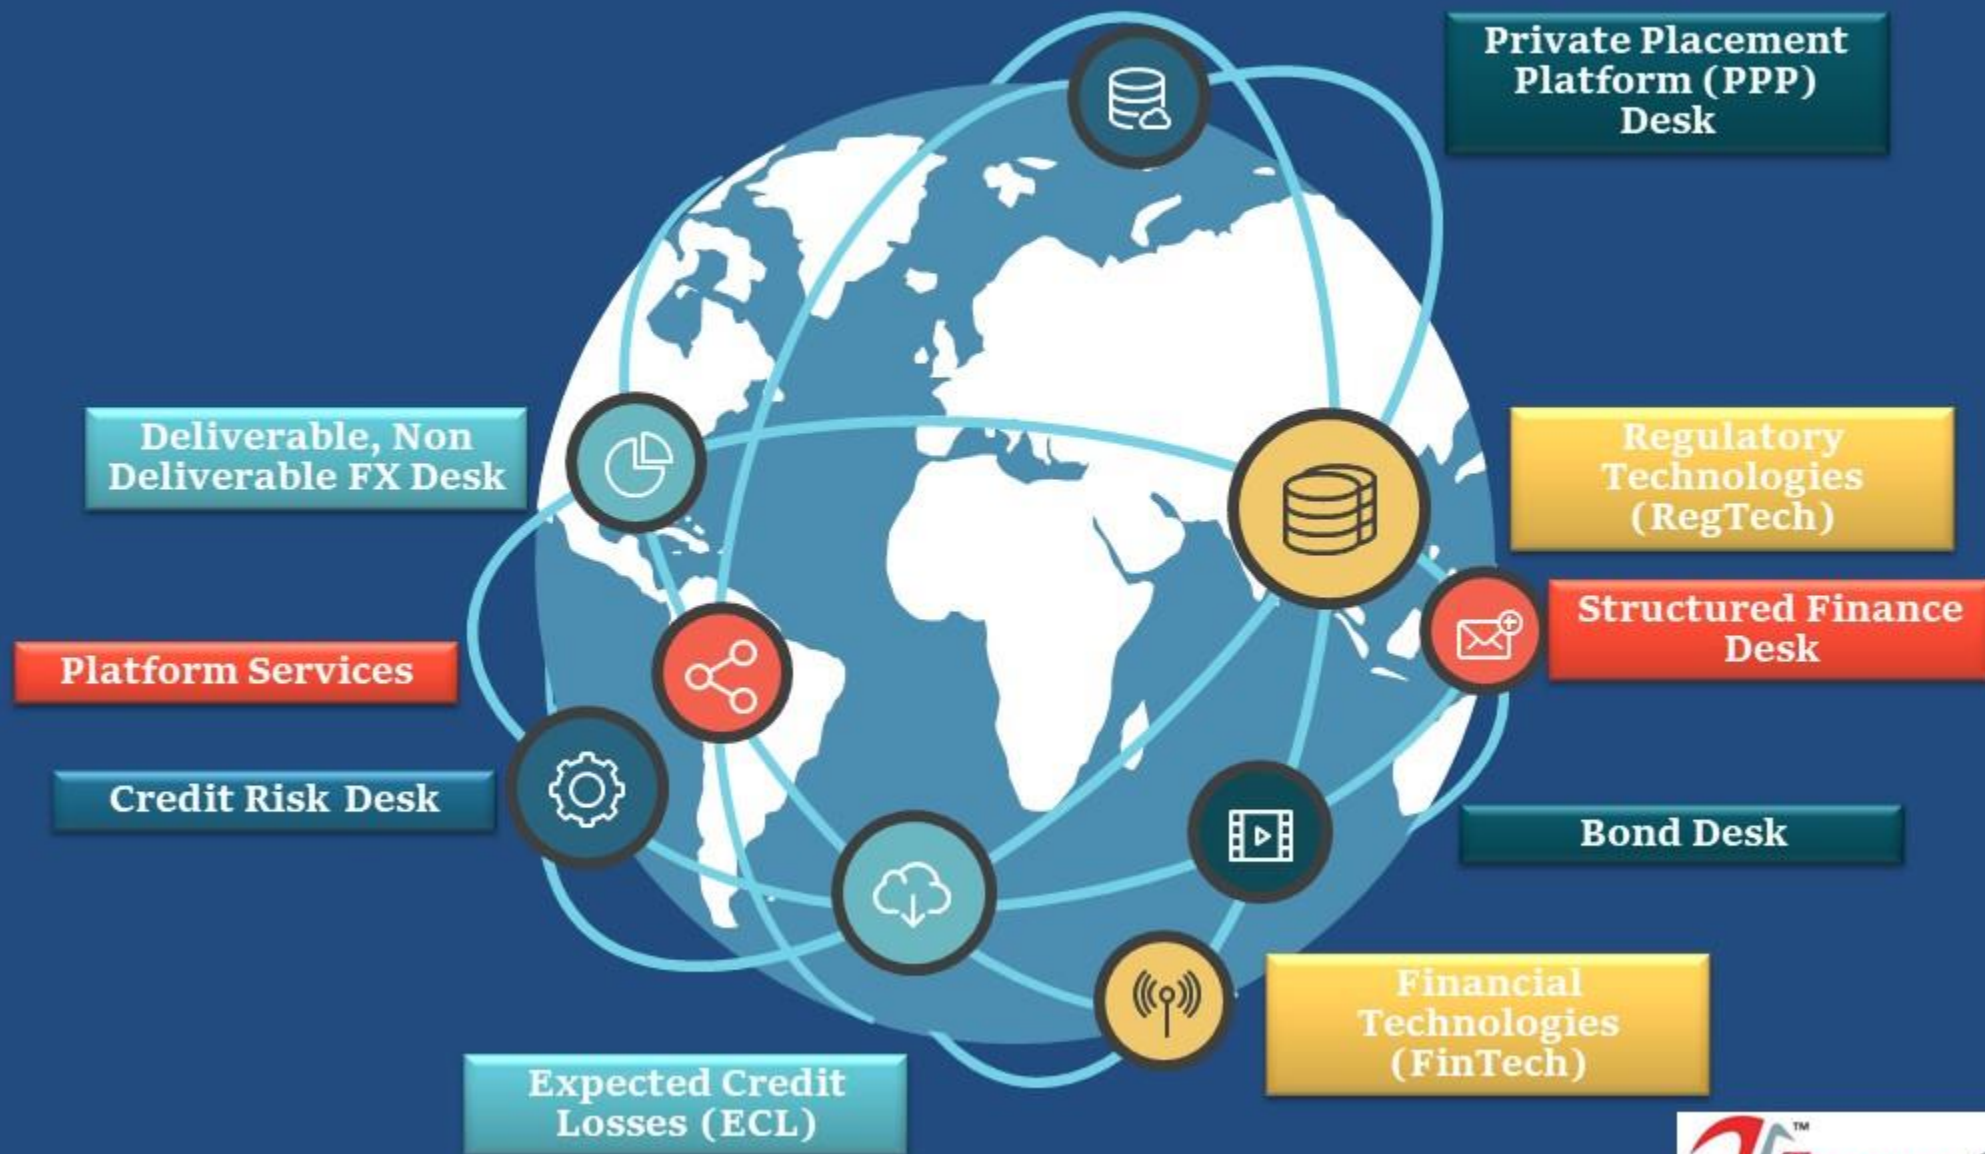 Private Placement
Platform (PPP)
Desk
Deliverable, Non
Deliverable FX Desk
Regulatory
Technologies
(RegTech)
Structured Finance
Desk
Platform Services
Credit Risk Desk
Bond Desk
Financial
Technologies
(FinTech)
Expected Credit
Losses (ECL)
TM